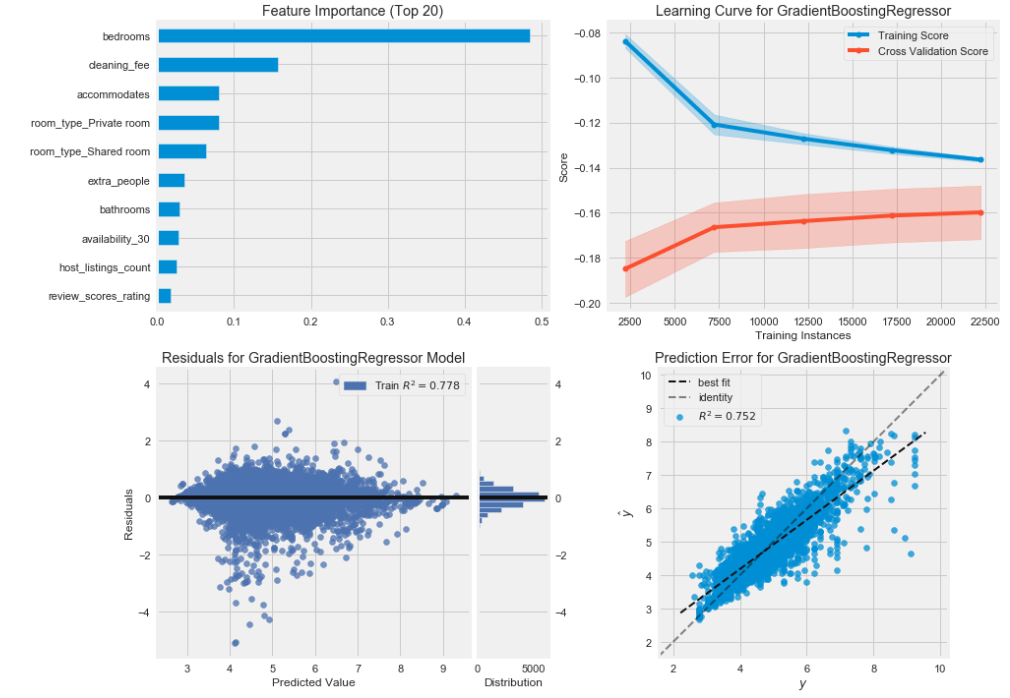 Feature Importance (Top 20)
bedrooms
cleaning_fee
accommodates
room_type_Private room
room_type_Shared room
extra_people
bathrooms
availability_30
host_listings_count
review_scores_rating
0.0 0.1 0.2 0.3 0.4 0.5
Learning Curve for GradientBoostingRegressor
Training Score
Cross Validation Score
Score
−0.08
−0.10
−0.12
−0.14
−0.16
−0.18
−0.20
2500 5000 7500 10000 12500 15000 17500 20000 22500
Training Instances
Residuals for GradientBoostingRegressor Model
Train R² = 0.778
Residuals
4
2
0
−2
−4
3 4 5 6 7 8 9
Predicted Value
4
2
0
−2
−4
0 5000
Distribution
Prediction Error for GradientBoostingRegressor
best fit
identity
R² = 0.752
ŷ
10
9
8
7
6
5
4
3
2
2 4 6 8 10
y